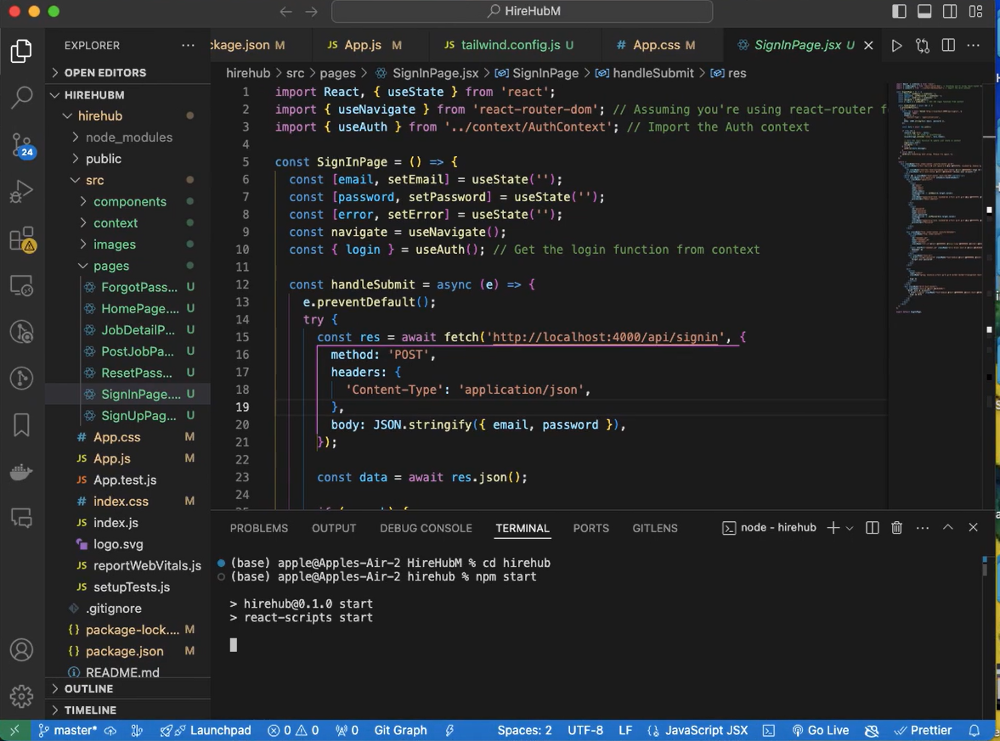 HireHubM
EXPLORER
OPEN EDITORS
HIREHUBM
hirehub
node_modules
public
src
components
context
images
pages
ForgotPass... U
HomePage.... U
JobDetailP... U
PostJobPa... U
ResetPass... U
SignInPage.... U
SignUpPag... U
# App.css M
JS App.js M
JS App.test.js
# index.css M
JS index.js
logo.svg
JS reportWebVitals.js
JS setupTests.js
.gitignore
{} package-lock.... M
{} package.json M
README.md
OUTLINE
TIMELINE
24
ckage.json M
JS App.js M
JS tailwind.config.js U
# App.css M
SignInPage.jsx U
hirehub > src > pages > SignInPage.jsx > SignInPage > handleSubmit > res
1 import React, { useState } from 'react';
2 import { useNavigate } from 'react-router-dom'; // Assuming you're using react-router f
3 import { useAuth } from '../context/AuthContext'; // Import the Auth context
4
5 const SignInPage = () => {
6 const [email, setEmail] = useState('');
7 const [password, setPassword] = useState('');
8 const [error, setError] = useState('');
9 const navigate = useNavigate();
10 const { login } = useAuth(); // Get the login function from context
11
12 const handleSubmit = async (e) => {
13 e.preventDefault();
14 try {
15 const res = await fetch('http://localhost:4000/api/signin', {
16 method: 'POST',
17 headers: {
18 'Content-Type': 'application/json',
19 },
20 body: JSON.stringify({ email, password }),
21 });
22
23 const data = await res.json();
24
PROBLEMS OUTPUT DEBUG CONSOLE TERMINAL PORTS GITLENS
node - hirehub
(base) apple@Apples-Air-2 HireHubM % cd hirehub
(base) apple@Apples-Air-2 hirehub % npm start
> hirehub@0.1.0 start
> react-scripts start
master* Launchpad 0 0 0 Git Graph Spaces: 2 UTF-8 LF JavaScript JSX Go Live Prettier